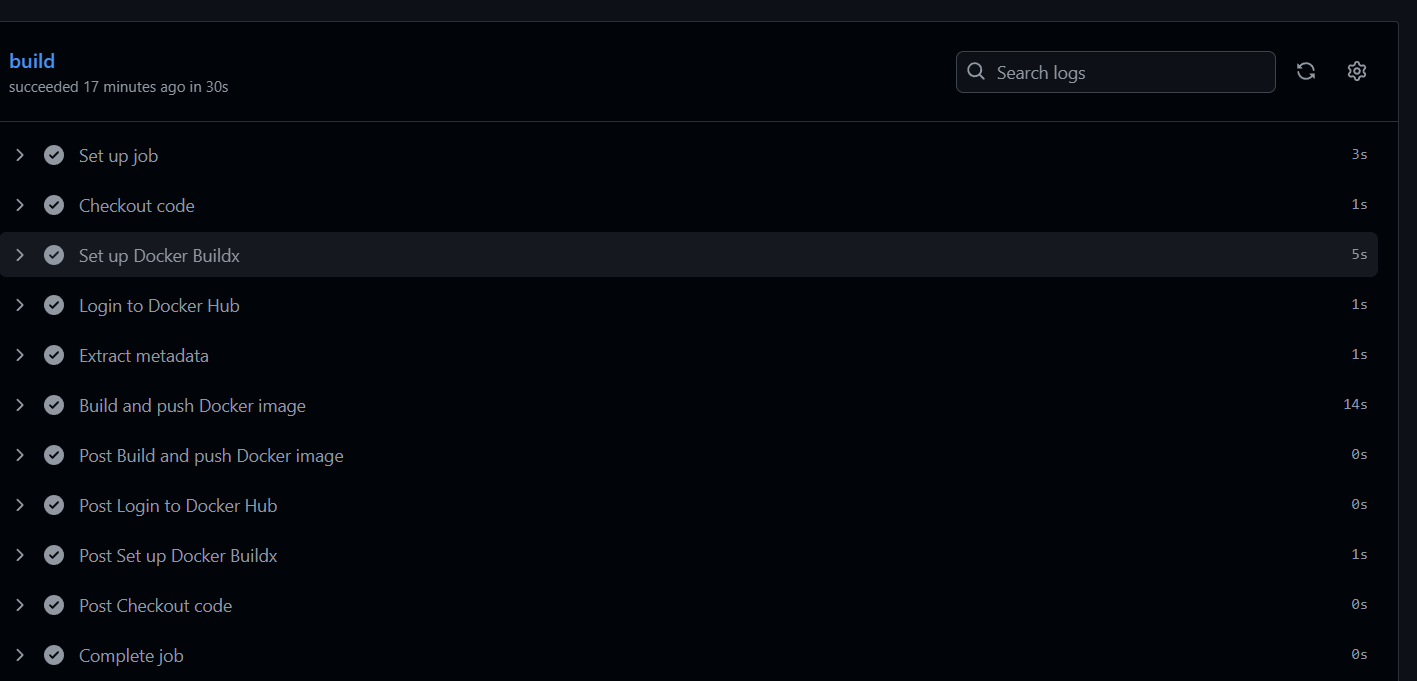 build
succeeded 17 minutes ago in 30s
Search logs
Set up job 3s
Checkout code 1s
Set up Docker Buildx 5s
Login to Docker Hub 1s
Extract metadata 1s
Build and push Docker image 14s
Post Build and push Docker image 0s
Post Login to Docker Hub 0s
Post Set up Docker Buildx 1s
Post Checkout code 0s
Complete job 0s